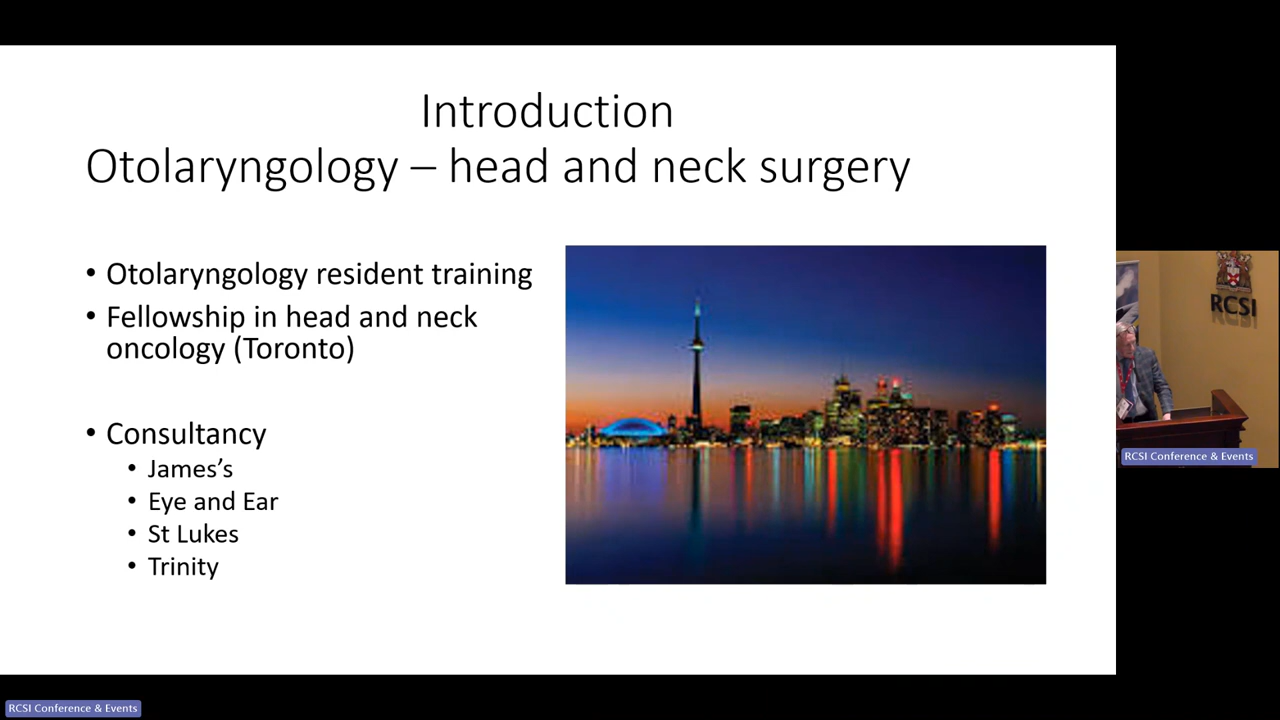 Introduction
Otolaryngology – head and neck surgery
• Otolaryngology resident training
• Fellowship in head and neck
oncology (Toronto)
• Consultancy
• James’s
• Eye and Ear
• St Lukes
• Trinity
RCSI
RCSI Conference & Events
RCSI Conference & Events